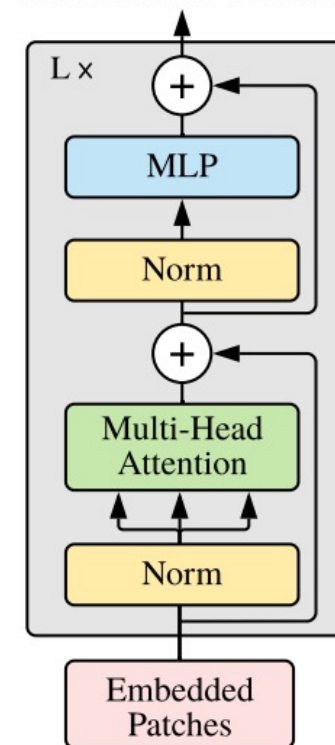 L ×
+
MLP
Norm
+
Multi-Head
Attention
Norm
Embedded
Patches